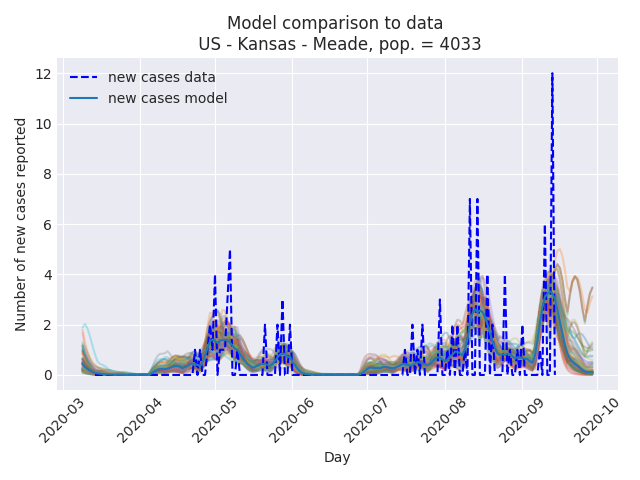 Model comparison to data
US - Kansas - Meade, pop. = 4033
new cases data
new cases model
Number of new cases reported
12
10
8
6
4
2
0
2020-03
2020-04
2020-05
2020-06
2020-07
2020-08
2020-09
2020-10
Day